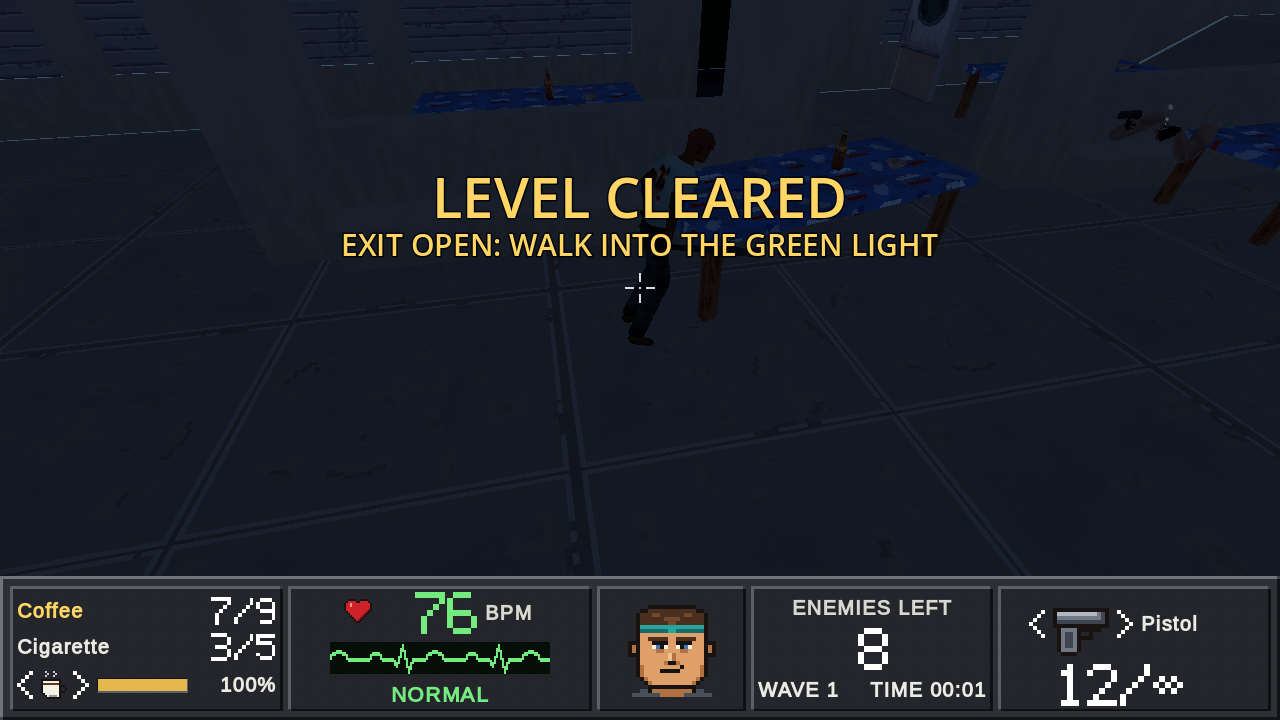 LEVEL CLEARED
EXIT OPEN: WALK INTO THE GREEN LIGHT
Coffee 7/9
Cigarette 3/5
100%
76 BPM
NORMAL
ENEMIES LEFT
8
WAVE 1 TIME 00:01
Pistol
12/∞